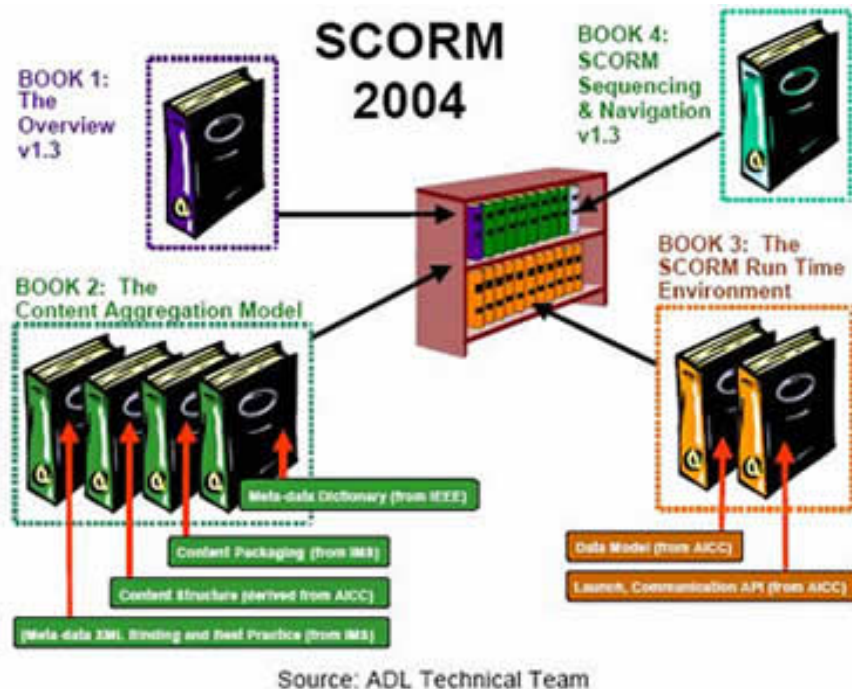 SCORM
2004
BOOK 1:
The
Overview
v1.3
BOOK 4:
SCORM
Sequencing
& Navigation
v1.3
BOOK 2: The
Content Aggregation Model
BOOK 3: The
SCORM Run Time
Environment
Meta-data Dictionary (from IEEE)
Content Packaging (from IMS)
Content Structure (derived from AICC)
(Meta-data XML Binding and Best Practice (from IMS)
Data Model (from AICC)
Launch, Communication API (from AICC)
Source: ADL Technical Team